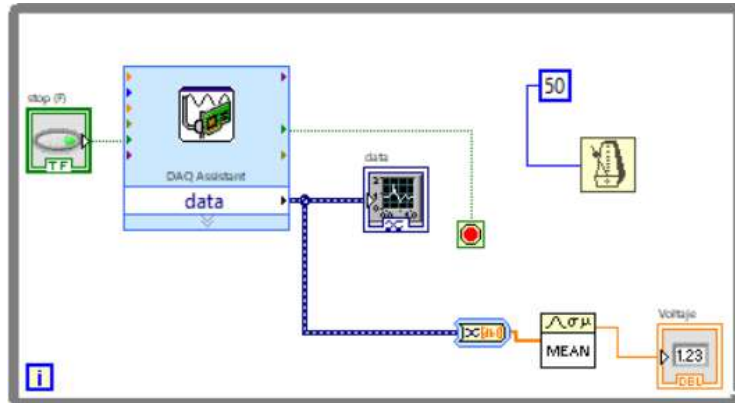 stop (F)
TF
DAQ Assistant
data
data
50
MEAN
Voltaje
1.23
DBL
i